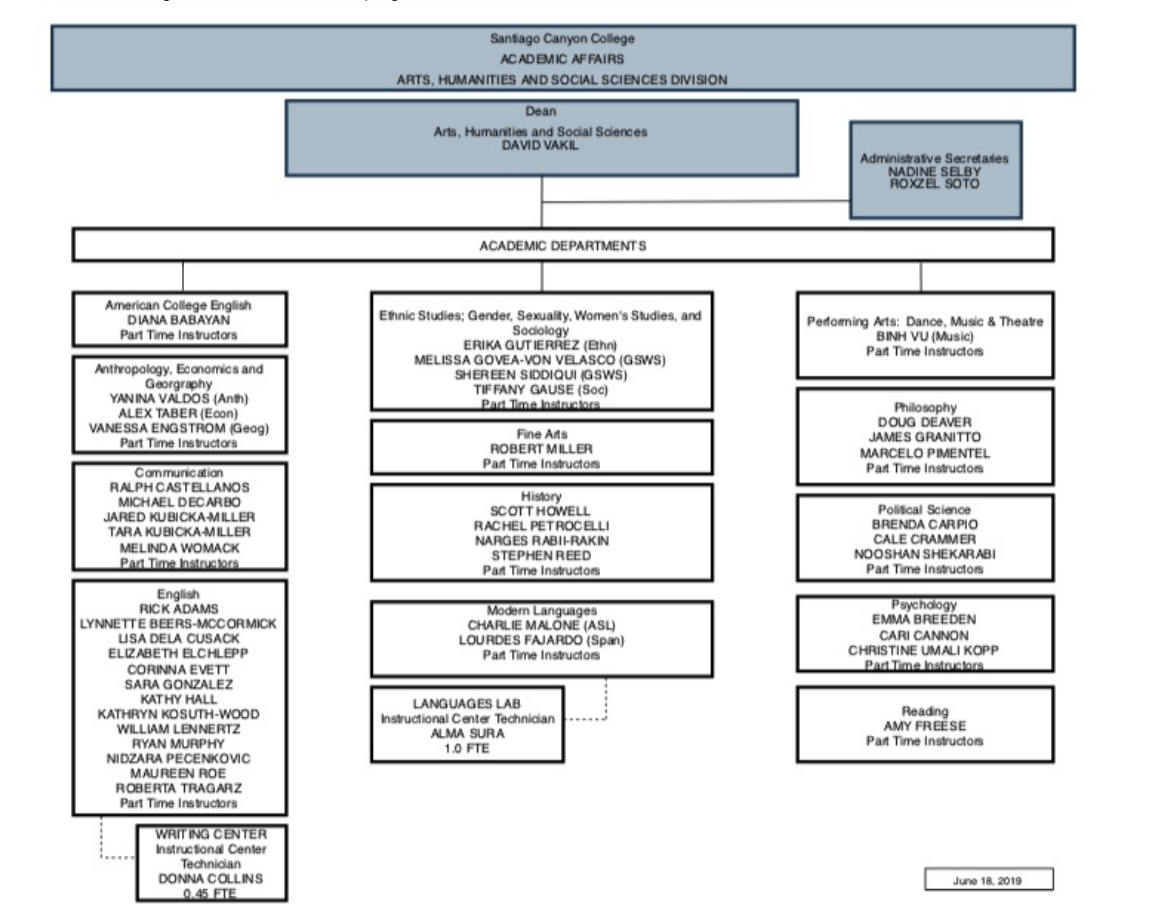 Santiago Canyon College
ACADEMIC AFFAIRS
ARTS, HUMANITIES AND SOCIAL SCIENCES DIVISION
Dean
Arts, Humanities and Social Sciences
DAVID VAKIL
Administrative Secretaries
NADINE SELBY
ROXZEL SOTO
ACADEMIC DEPARTMENTS
American College English
DIANA BABAYAN
Part Time Instructors
Anthropology, Economics and
Georgraphy
YANINA VALDOS (Anth)
ALEX TABER (Econ)
VANESSA ENGSTROM (Geog)
Part Time Instructors
Communication
RALPH CASTELLANOS
MICHAEL DECARBO
JARED KUBICKA-MILLER
TARA KUBICKA-MILLER
MELINDA WOMACK
Part Time Instructors
English
RICK ADAMS
LYNNETTE BEERS-MCCORMICK
LISA DELA CUSACK
ELIZABETH ELCHLEPP
CORINNA EVETT
SARA GONZALEZ
KATHY HALL
KATHRYN KOSUTH-WOOD
WILLIAM LENNERTZ
RYAN MURPHY
NIDZARA PECENKOVIC
MAUREEN ROE
ROBERTA TRAGARZ
Part Time Instructors
WRITING CENTER
Instructional Center
Technician
DONNA COLLINS
0.45 FTE
Ethnic Studies; Gender, Sexuality, Women's Studies, and
Sociology
ERIKA GUTIERREZ (Ethn)
MELISSA GOVEA-VON VELASCO (GSWS)
SHEREEN SIDDIQUI (GSWS)
TIFFANY GAUSE (Soc)
Part Time Instructors
Fine Arts
ROBERT MILLER
Part Time Instructors
History
SCOTT HOWELL
RACHEL PETROCELLI
NARGES RABII-RAKIN
STEPHEN REED
Part Time Instructors
Modern Languages
CHARLIE MALONE (ASL)
LOURDES FAJARDO (Span)
Part Time Instructors
LANGUAGES LAB
Instructional Center Technician
ALMA SURA
1.0 FTE
Performing Arts: Dance, Music & Theatre
BINH VU (Music)
Part Time Instructors
Philosophy
DOUG DEAVER
JAMES GRANITTO
MARCELO PIMENTEL
Part Time Instructors
Political Science
BRENDA CARPIO
CALE CRAMMER
NOOSHAN SHEKARABI
Part Time Instructors
Psychology
EMMA BREEDEN
CARI CANNON
CHRISTINE UMALI KOPP
Part Time Instructors
Reading
AMY FREESE
Part Time Instructors
June 18, 2019